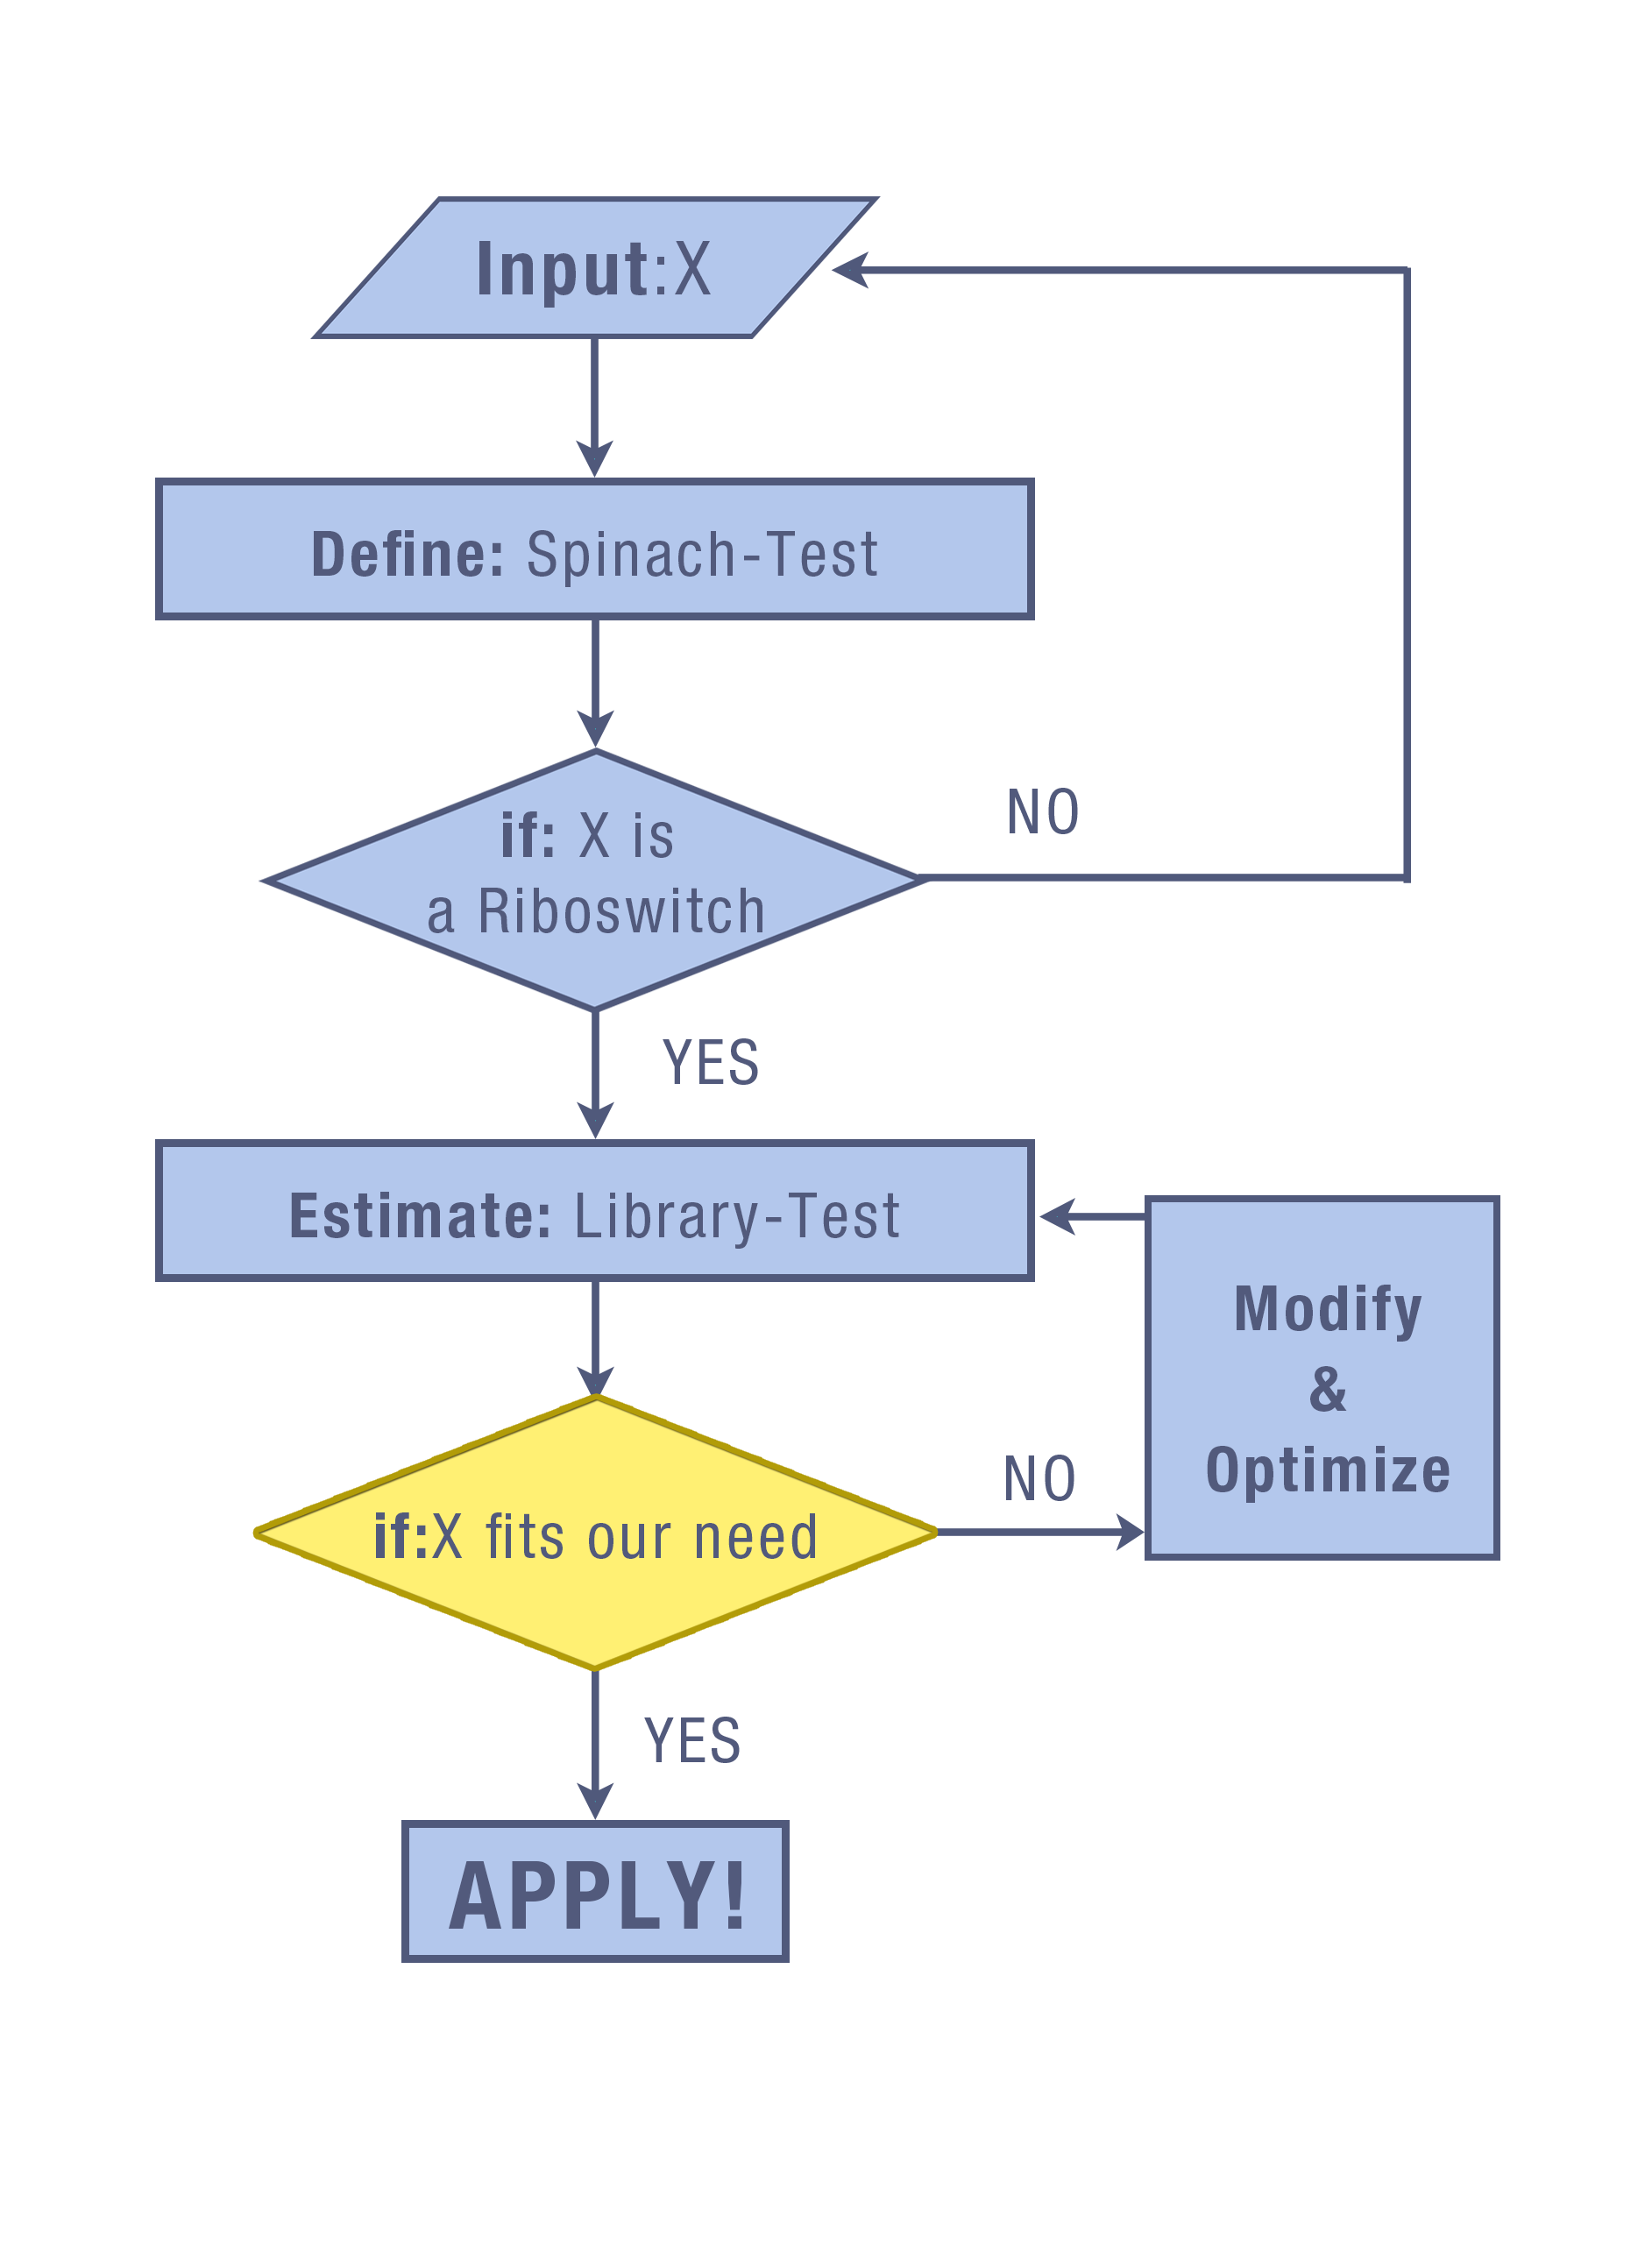 Input:X
Define: Spinach-Test
if: X is
a Riboswitch
NO
YES
Estimate: Library-Test
Modify
&
Optimize
if:X fits our need
NO
YES
APPLY!